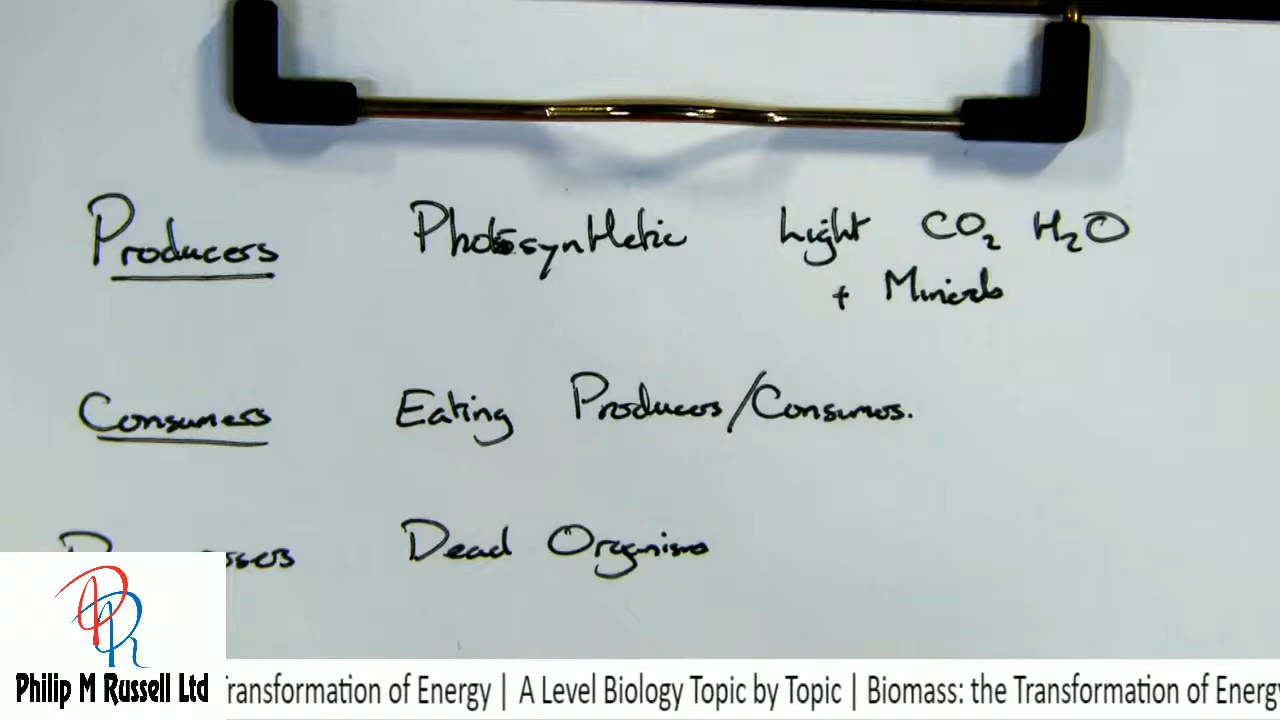 Producers Photosynthetic Light CO₂ H₂O
+ Minerals
Consumers Eating Producers/Consumers.
Dead Organisms
Philip M Russell Ltd
ransformation of Energy | A Level Biology Topic by Topic | Biomass: the Transformation of Energy